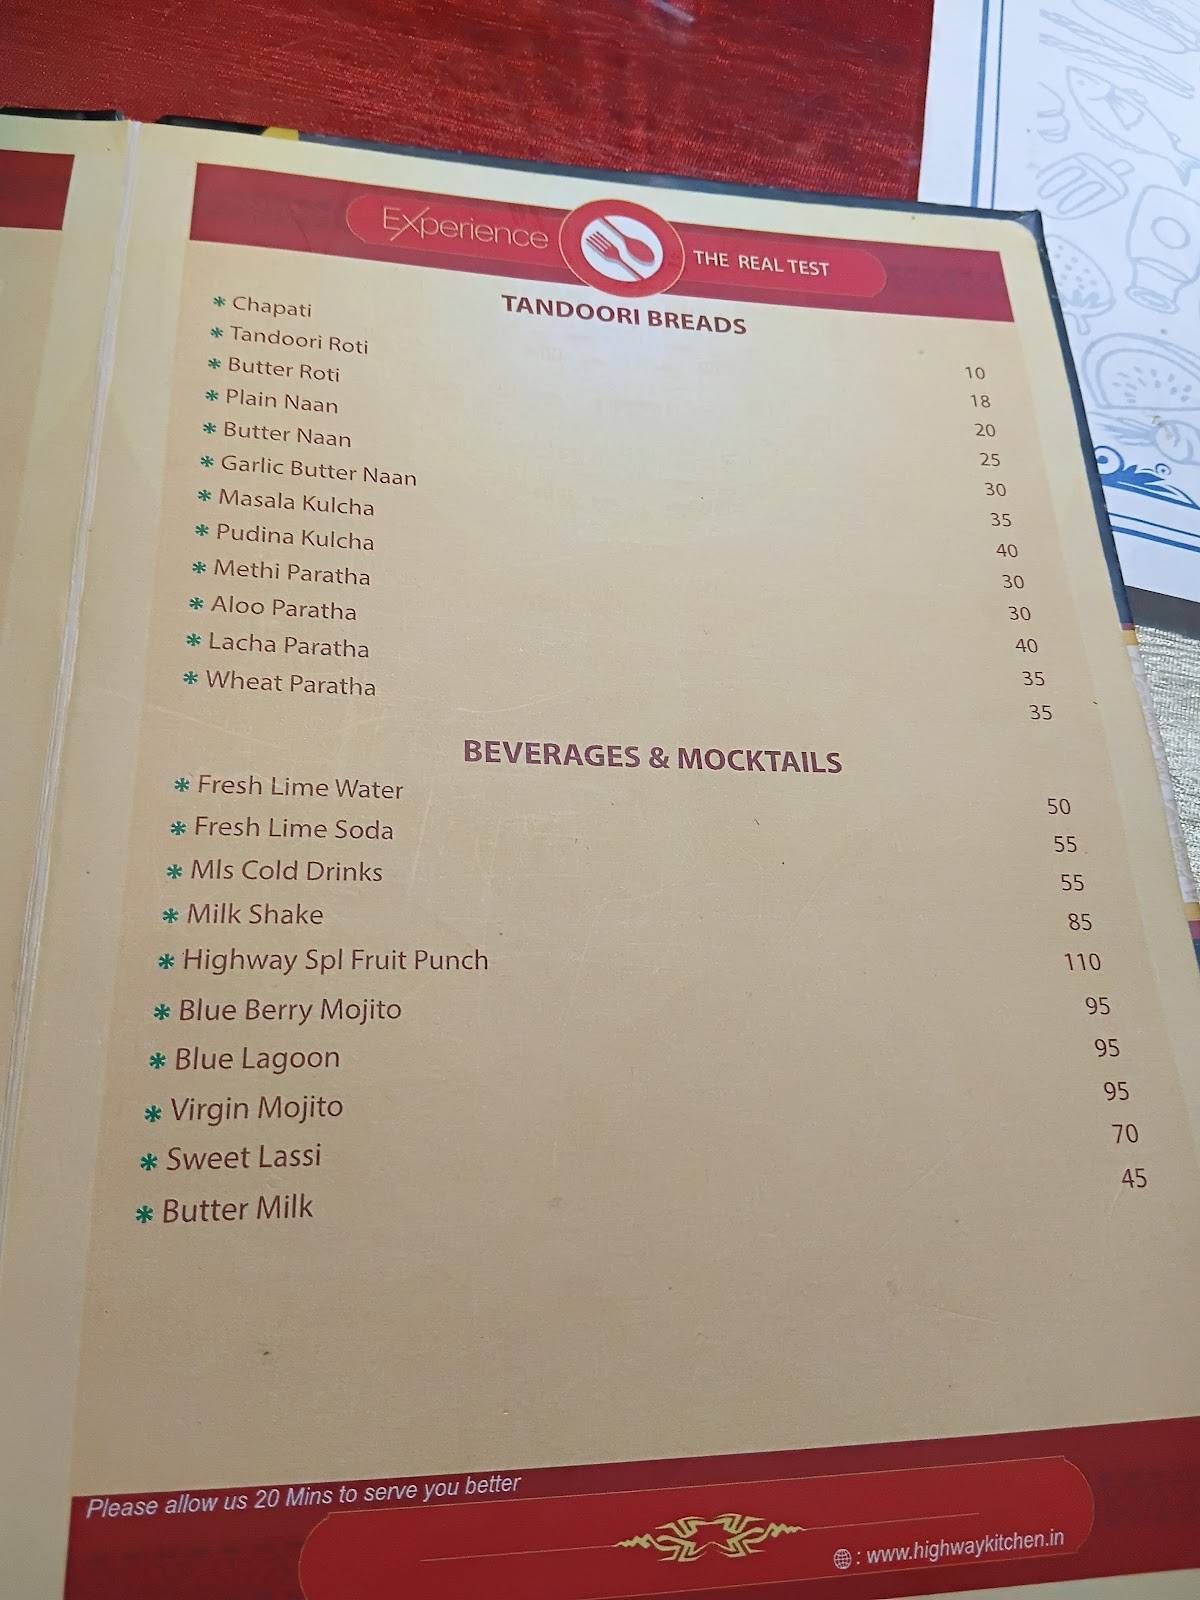 Experience THE REAL TEST
TANDOORI BREADS
* Chapati 10
* Tandoori Roti 18
* Butter Roti 20
* Plain Naan 25
* Butter Naan 30
* Garlic Butter Naan 35
* Masala Kulcha 40
* Pudina Kulcha 30
* Methi Paratha 30
* Aloo Paratha 40
* Lacha Paratha 35
* Wheat Paratha 35
BEVERAGES & MOCKTAILS
* Fresh Lime Water 50
* Fresh Lime Soda 55
* Mls Cold Drinks 55
* Milk Shake 85
* Highway Spl Fruit Punch 110
* Blue Berry Mojito 95
* Blue Lagoon 95
* Virgin Mojito 95
* Sweet Lassi 70
* Butter Milk 45
Please allow us 20 Mins to serve you better
: www.highwaykitchen.in